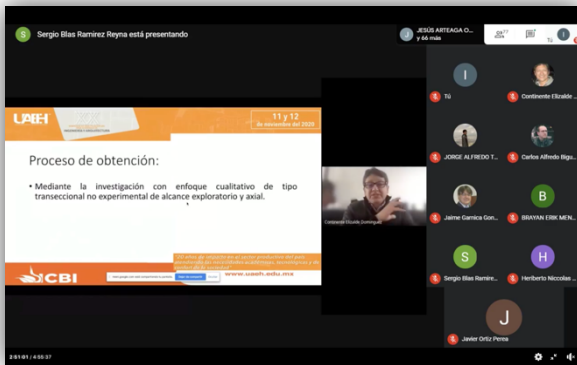 S Sergio Blas Ramirez Reyna está presentando
J JESÚS ARTEAGA O...
y 66 más
Tú
I
UAEH
11 y 12
de noviembre del 2020
Proceso de obtención:
• Mediante la investigación con enfoque cualitativo de tipo
transeccional no experimental de alcance exploratorio y axial.
CBI
www.uaeh.edu.mx
Continente Elizalde Domínguez
I
Tú
Continente Elizalde ...
JORGE ALFREDO T...
Carlos Alfredo Bigu...
Jaime Garnica Gon...
B
BRAYAN ERIK MEN...
S
Sergio Blas Ramire...
H
Heriberto Niccolas ...
J
Javier Ortiz Perea
2:51:01 / 4:55:37